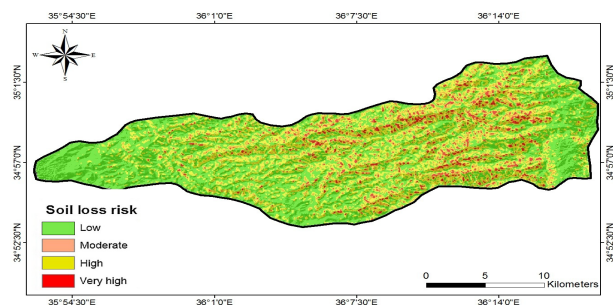 35°54'30"E 36°1'0"E 36°7'30"E 36°14'0"E
N
W E
S
35°1'30"N 35°1'30"N
34°57'0"N 34°57'0"N
34°52'30"N 34°52'30"N
Soil loss risk
Low
Moderate
High
Very high
0 5 10
Kilometers
35°54'30"E 36°1'0"E 36°7'30"E 36°14'0"E